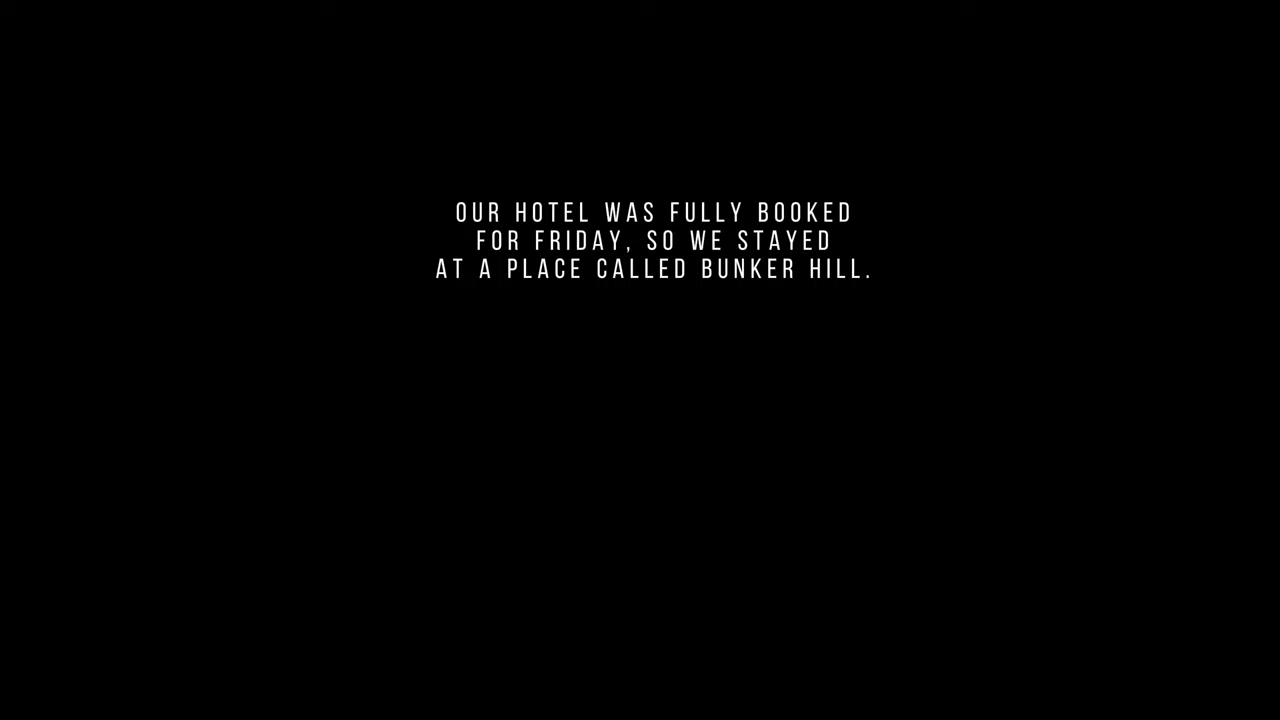 OUR HOTEL WAS FULLY BOOKED
FOR FRIDAY, SO WE STAYED
AT A PLACE CALLED BUNKER HILL.